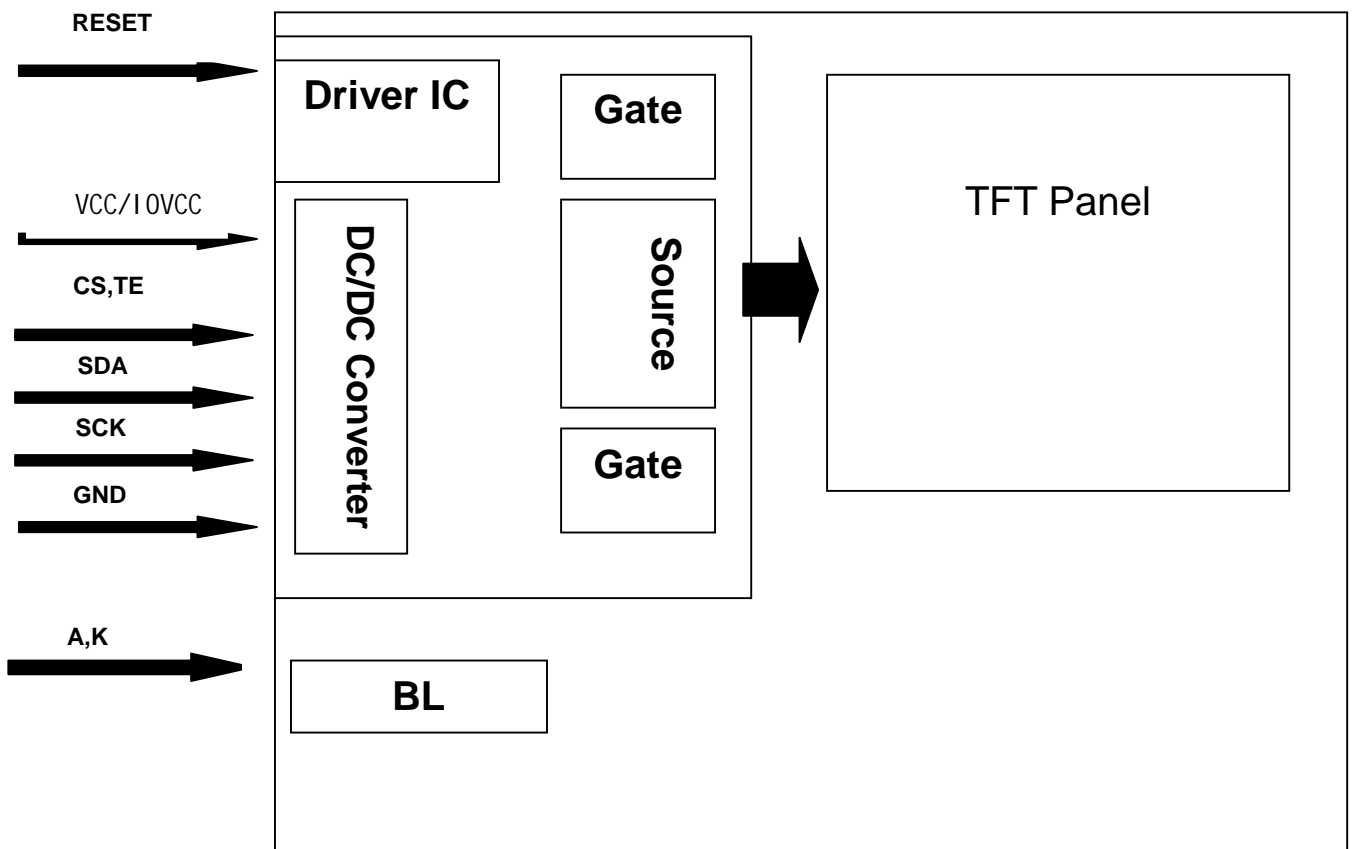 RESET
Driver IC
Gate
VCC/IOVCC
TFT Panel
CS,TE
DC/DC Converter
Source
SDA
SCK
Gate
GND
A,K
BL